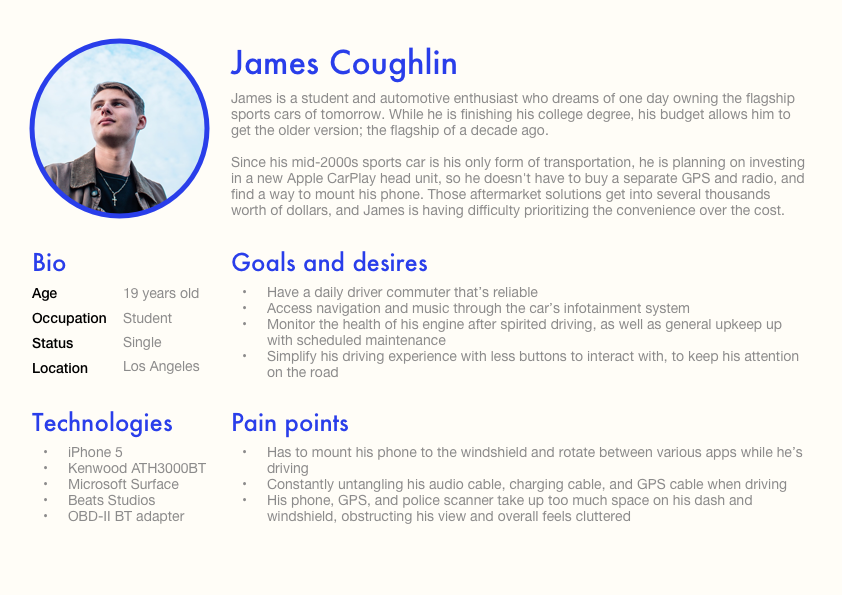 James Coughlin
James is a student and automotive enthusiast who dreams of one day owning the flagship
sports cars of tomorrow. While he is finishing his college degree, his budget allows him to
get the older version; the flagship of a decade ago.
Since his mid-2000s sports car is his only form of transportation, he is planning on investing
in a new Apple CarPlay head unit, so he doesn't have to buy a separate GPS and radio, and
find a way to mount his phone. Those aftermarket solutions get into several thousands
worth of dollars, and James is having difficulty prioritizing the convenience over the cost.
Bio
Age 19 years old
Occupation Student
Status Single
Location Los Angeles
Goals and desires
• Have a daily driver commuter that’s reliable
• Access navigation and music through the car’s infotainment system
• Monitor the health of his engine after spirited driving, as well as general upkeep up
with scheduled maintenance
• Simplify his driving experience with less buttons to interact with, to keep his attention
on the road
Technologies
• iPhone 5
• Kenwood ATH3000BT
• Microsoft Surface
• Beats Studios
• OBD-II BT adapter
Pain points
• Has to mount his phone to the windshield and rotate between various apps while he’s
driving
• Constantly untangling his audio cable, charging cable, and GPS cable when driving
• His phone, GPS, and police scanner take up too much space on his dash and
windshield, obstructing his view and overall feels cluttered